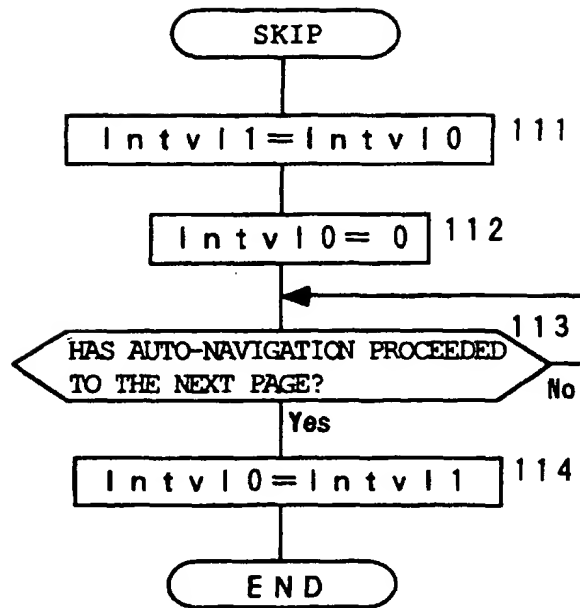 SKIP
Intvl1=Intvl0
111
Intvl0=0
112
113
HAS AUTO-NAVIGATION PROCEEDED
TO THE NEXT PAGE?
No
Yes
Intvl0=Intvl1
114
END